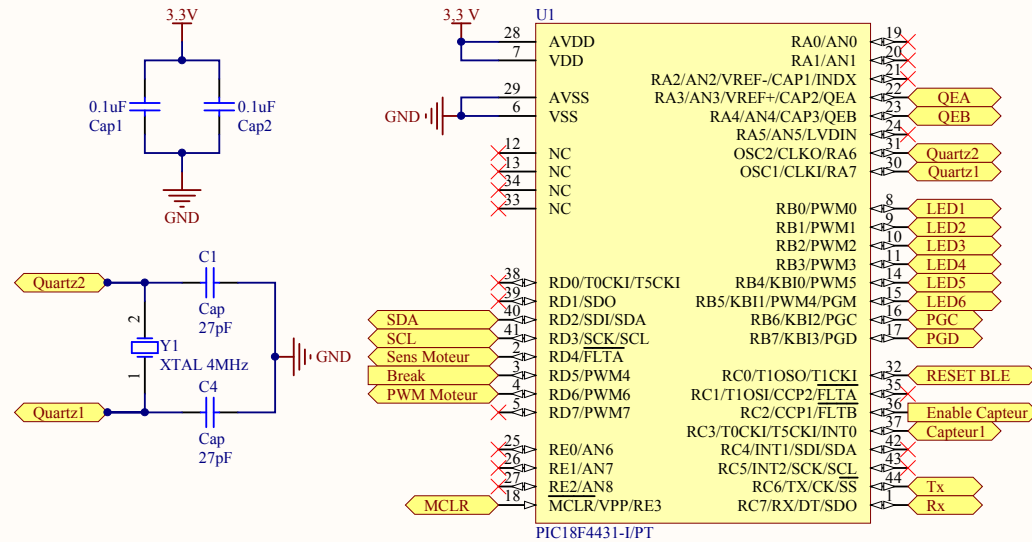 3.3V
0.1uF
Cap1
0.1uF
Cap2
GND
Quartz2
C1
Cap
27pF
2
Y1
XTAL 4MHz
1
GND
Quartz1
C4
Cap
27pF
3.3 V
GND
U1
28 AVDD
7 VDD
29 AVSS
6 VSS
12 NC
13 NC
34 NC
33 NC
38 RD0/T0CKI/T5CKI
39 RD1/SDO
SDA 40 RD2/SDI/SDA
SCL 41 RD3/SCK/SCL
Sens Moteur 2 RD4/FLTA
Break 3 RD5/PWM4
PWM Moteur 4 RD6/PWM6
5 RD7/PWM7
25 RE0/AN6
26 RE1/AN7
27 RE2/AN8
MCLR 18 MCLR/VPP/RE3
RA0/AN0 19
RA1/AN1 20
RA2/AN2/VREF-/CAP1/INDX 21
RA3/AN3/VREF+/CAP2/QEA 22 QEA
RA4/AN4/CAP3/QEB 23 QEB
RA5/AN5/LVDIN 24
OSC2/CLKO/RA6 31 Quartz2
OSC1/CLKI/RA7 30 Quartz1
RB0/PWM0 8 LED1
RB1/PWM1 9 LED2
RB2/PWM2 10 LED3
RB3/PWM3 11 LED4
RB4/KBI0/PWM5 14 LED5
RB5/KBI1/PWM4/PGM 15 LED6
RB6/KBI2/PGC 16 PGC
RB7/KBI3/PGD 17 PGD
RC0/T1OSO/T1CKI 32 RESET BLE
RC1/T1OSI/CCP2/FLTA 35
RC2/CCP1/FLTB 36 Enable Capteur
RC3/T0CKI/T5CKI/INT0 37 Capteur1
RC4/INT1/SDI/SDA 42
RC5/INT2/SCK/SCL 43
RC6/TX/CK/SS 44 Tx
RC7/RX/DT/SDO 1 Rx
PIC18F4431-I/PT